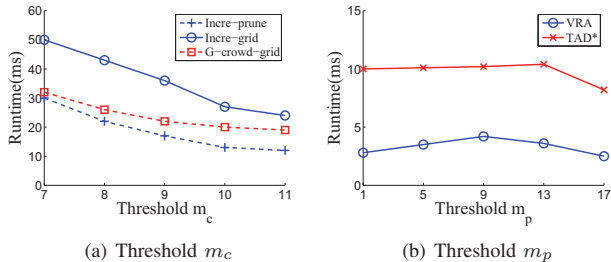 60
50
40
30
20
10
0
Runtime(ms)
Incre-prune
Incre-grid
G-crowd-grid
7 8 9 10 11
Threshold m_c
(a) Threshold m_c
15
10
5
0
Runtime(ms)
VRA
TAD*
1 5 9 13 17
Threshold m_p
(b) Threshold m_p